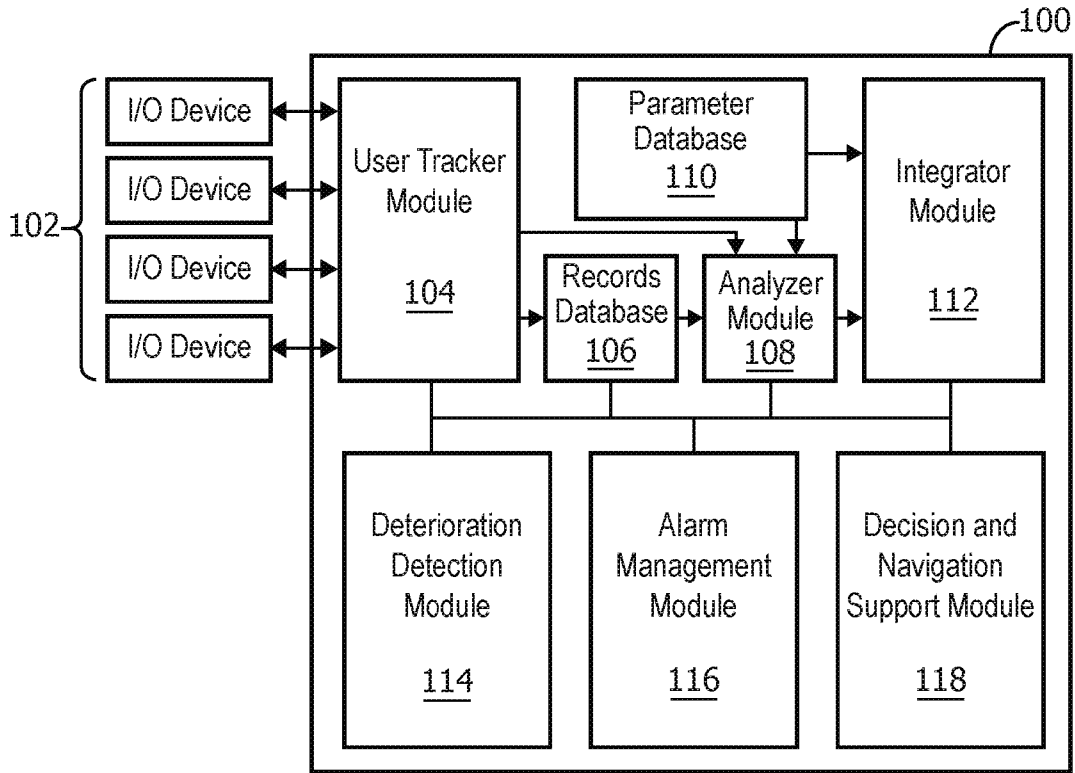 100
102
I/O Device
I/O Device
I/O Device
I/O Device
User Tracker
Module
104
Parameter
Database
110
Integrator
Module
112
Records
Database
106
Analyzer
Module
108
Deterioration
Detection
Module
114
Alarm
Management
Module
116
Decision and
Navigation
Support Module
118